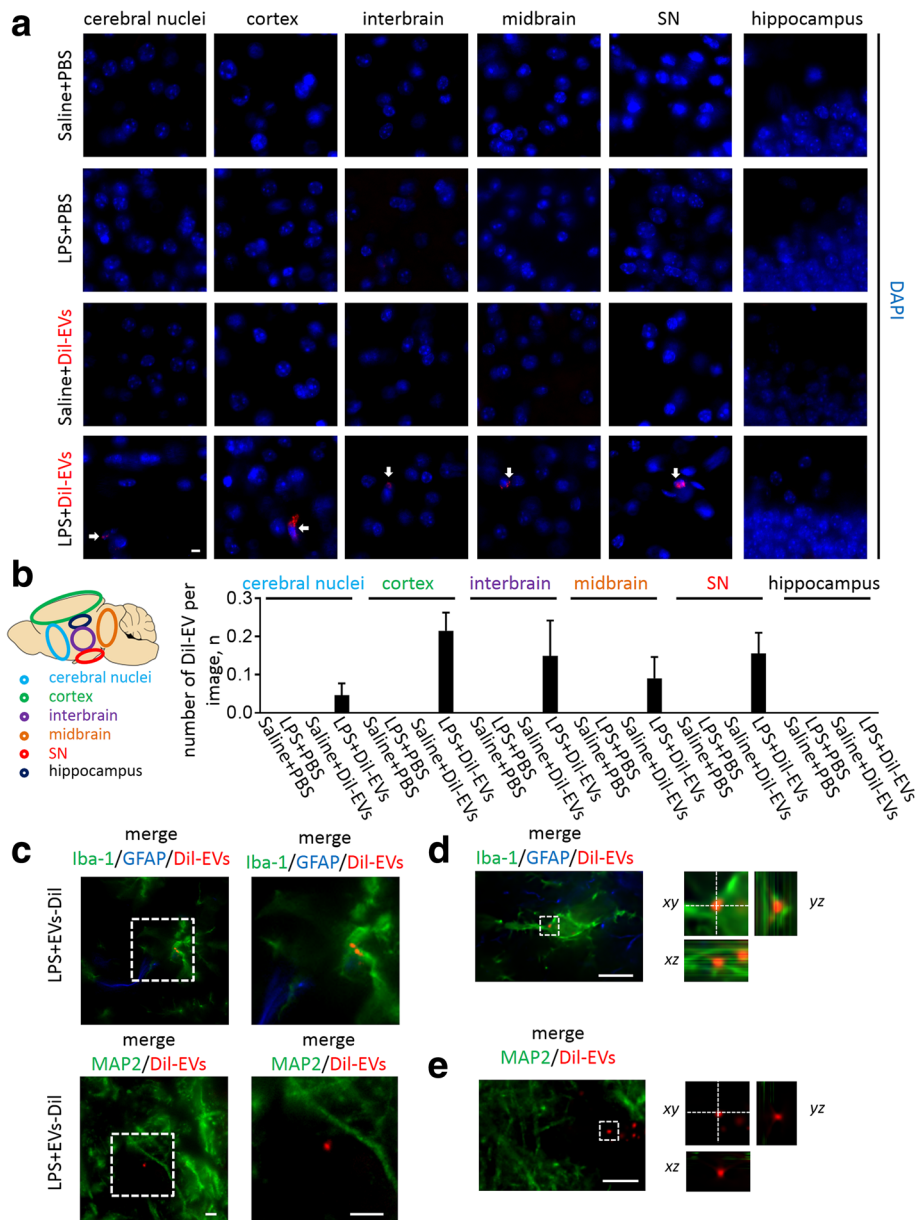 a
cerebral nuclei cortex interbrain midbrain SN hippocampus
Saline+PBS
LPS+PBS
Saline+Dil-EVs
LPS+Dil-EVs
DAPI
b
cerebral nuclei cortex interbrain midbrain SN hippocampus
cerebral nuclei
cortex
interbrain
midbrain
SN
hippocampus
number of Dil-EV per
image, n
0.3
0.2
0.1
0.0
Saline+PBS
LPS+PBS
Saline+Dil-EVs
LPS+Dil-EVs
Saline+PBS
LPS+PBS
Saline+Dil-EVs
LPS+Dil-EVs
Saline+PBS
LPS+PBS
Saline+Dil-EVs
LPS+Dil-EVs
Saline+PBS
LPS+PBS
Saline+Dil-EVs
LPS+Dil-EVs
Saline+PBS
LPS+PBS
Saline+Dil-EVs
LPS+Dil-EVs
Saline+PBS
LPS+PBS
Saline+Dil-EVs
LPS+Dil-EVs
c
merge
Iba-1/GFAP/Dil-EVs
merge
Iba-1/GFAP/Dil-EVs
LPS+EVs-Dil
merge
MAP2/Dil-EVs
merge
MAP2/Dil-EVs
LPS+EVs-Dil
d
merge
Iba-1/GFAP/Dil-EVs
xy
yz
xz
e
merge
MAP2/Dil-EVs
xy
yz
xz